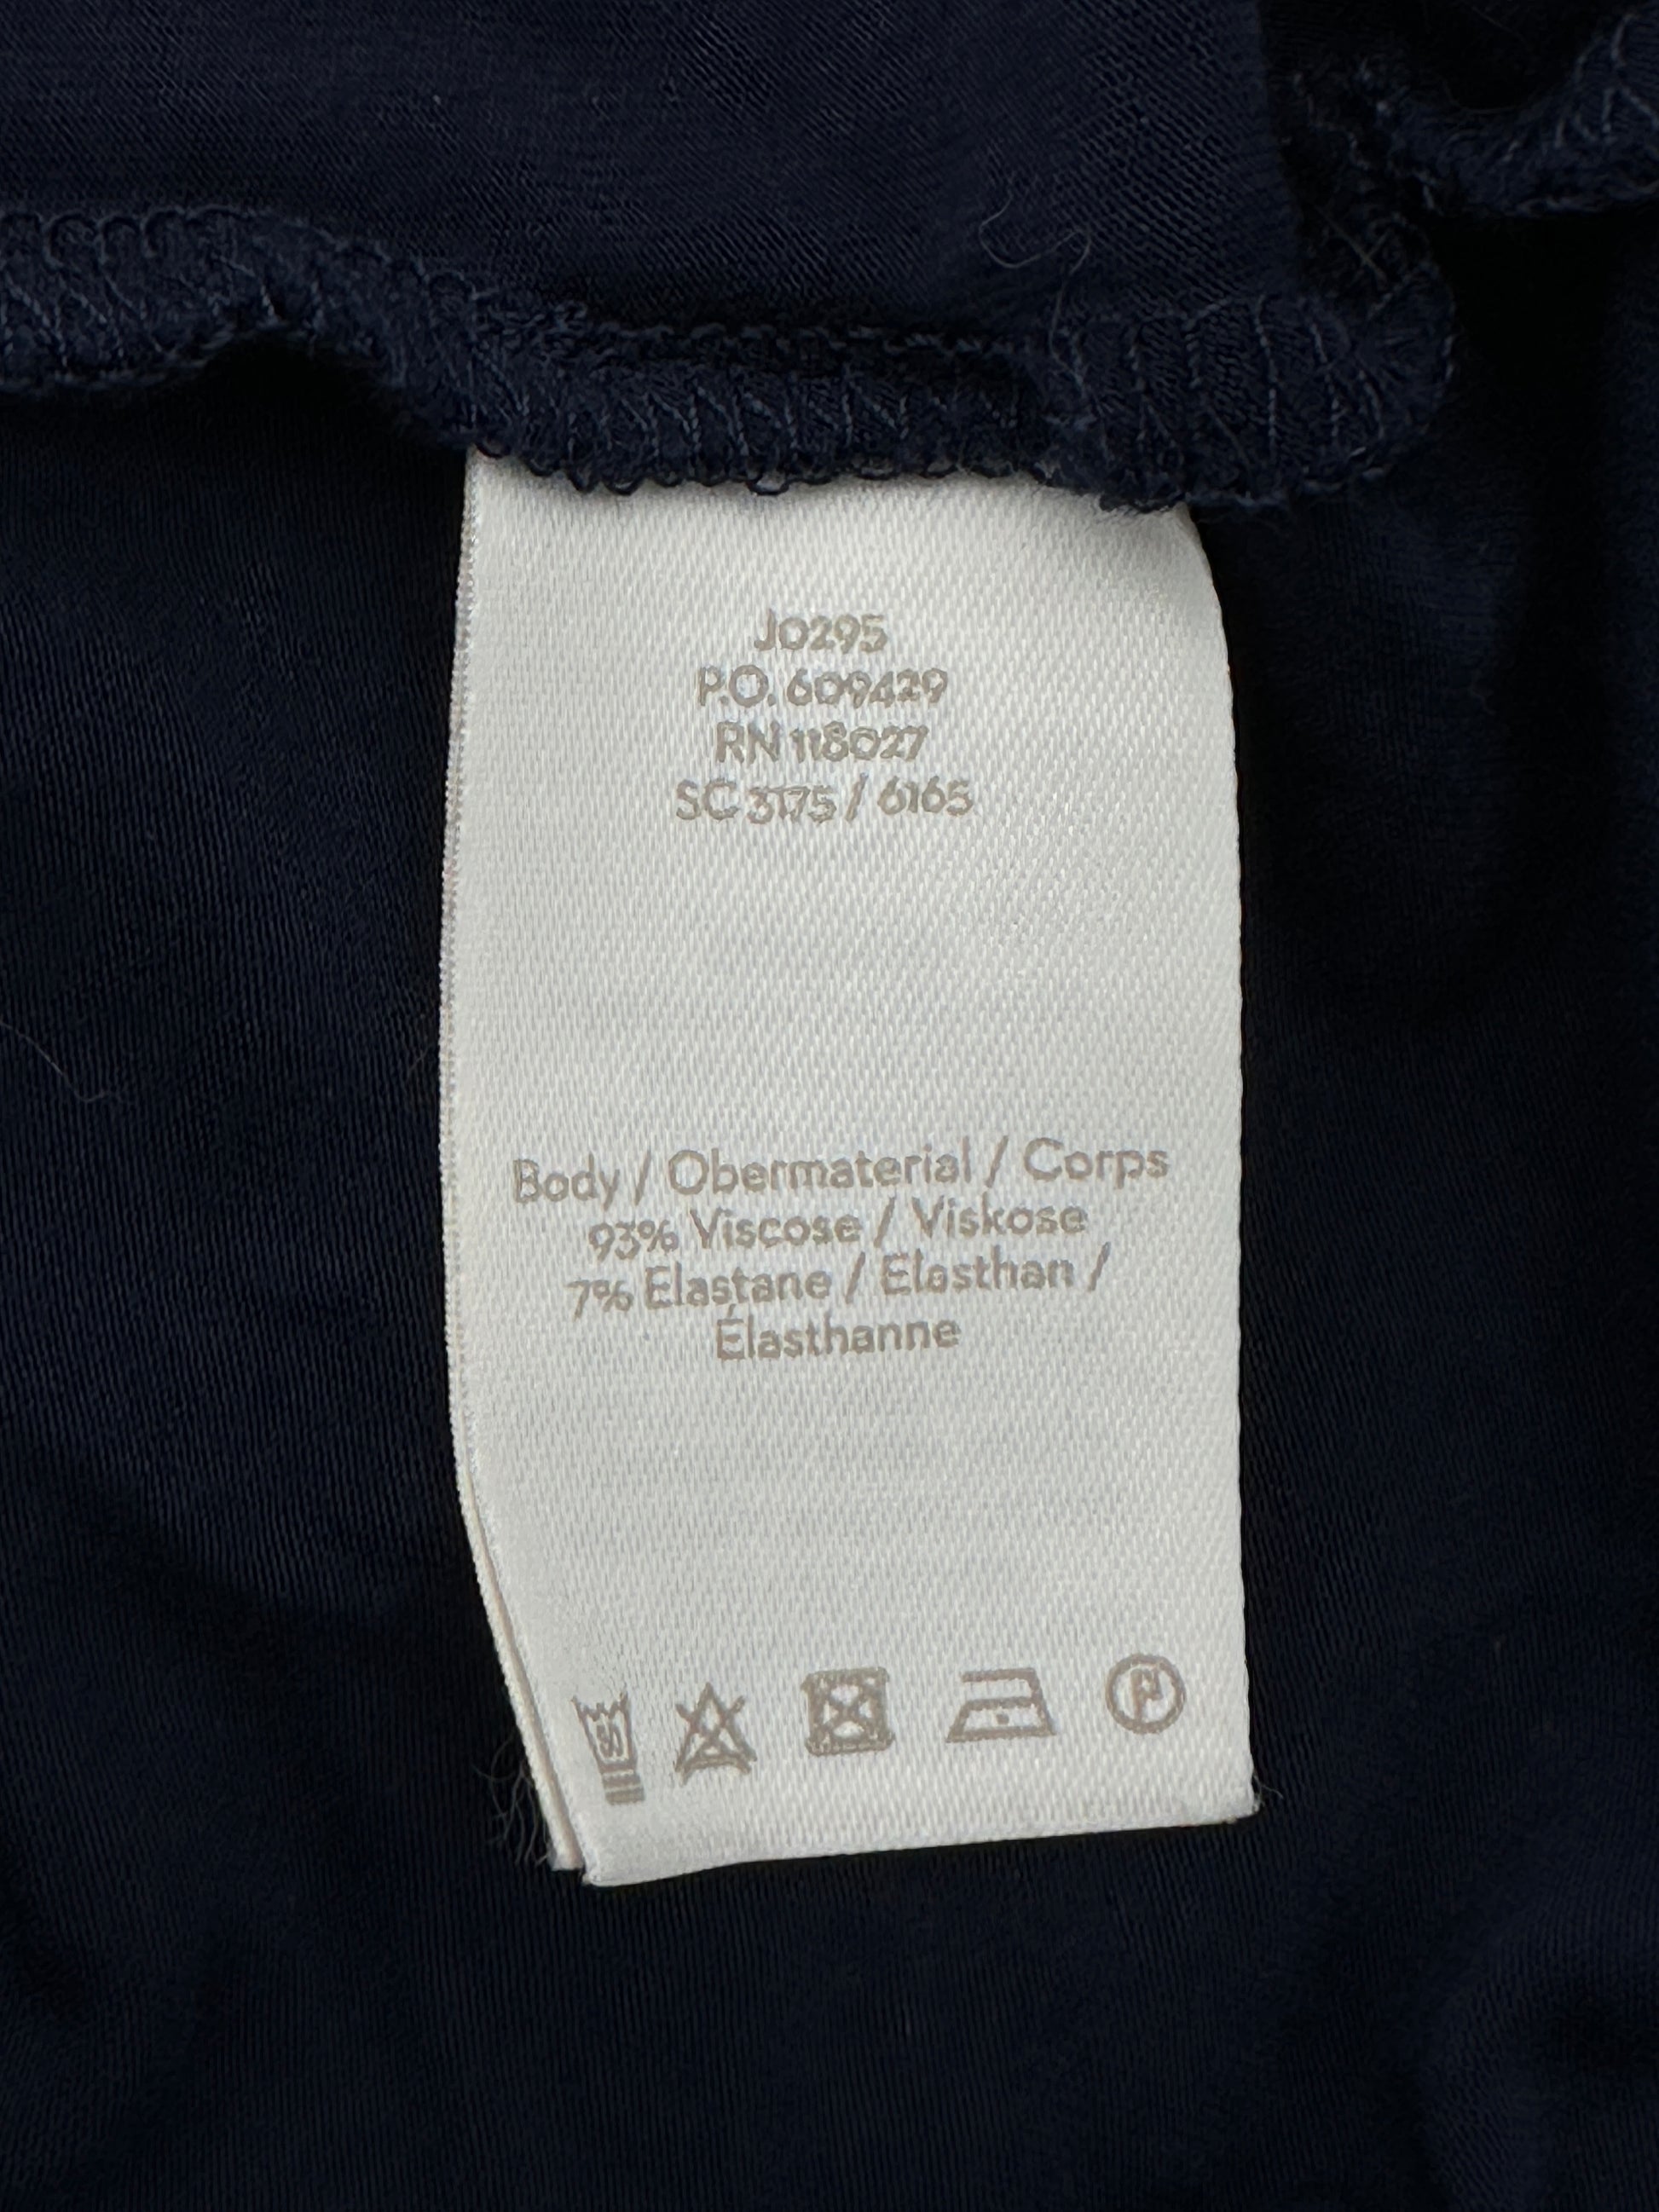 J0295
P.O. 609429
RN 118027
SC 3175 / 6165
Body / Obermaterial / Corps
93% Viscose / Viskose
7% Elastane / Elasthan /
Élasthanne
P